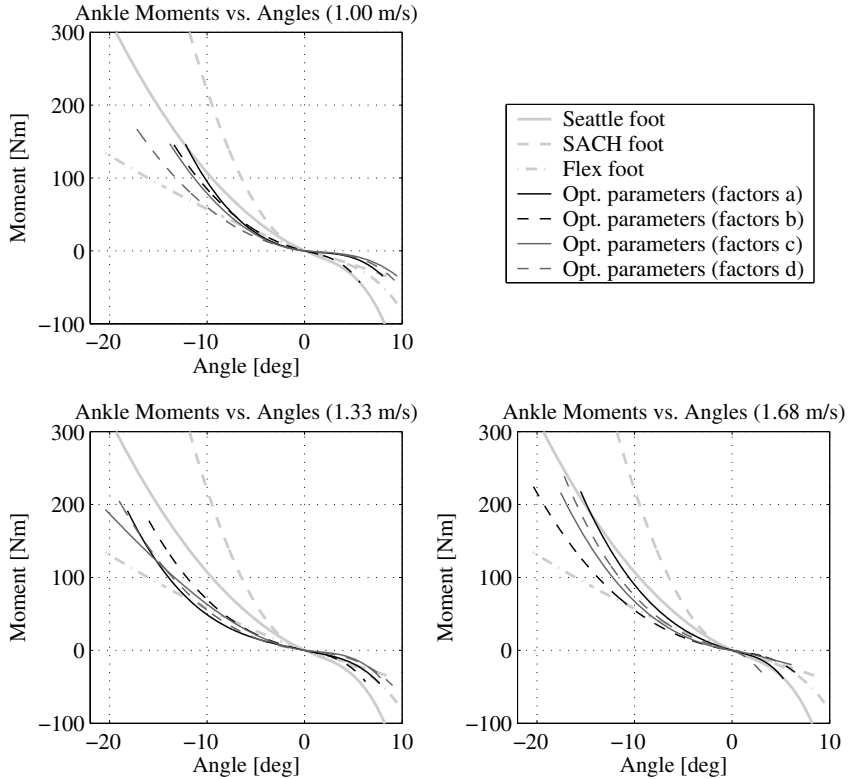 Ankle Moments vs. Angles (1.00 m/s)
300
200
100
0
−100
Moment [Nm]
−20
−10
0
10
Angle [deg]
Seattle foot
SACH foot
Flex foot
Opt. parameters (factors a)
Opt. parameters (factors b)
Opt. parameters (factors c)
Opt. parameters (factors d)
Ankle Moments vs. Angles (1.33 m/s)
300
200
100
0
−100
Moment [Nm]
−20
−10
0
10
Angle [deg]
Ankle Moments vs. Angles (1.68 m/s)
300
200
100
0
−100
Moment [Nm]
−20
−10
0
10
Angle [deg]